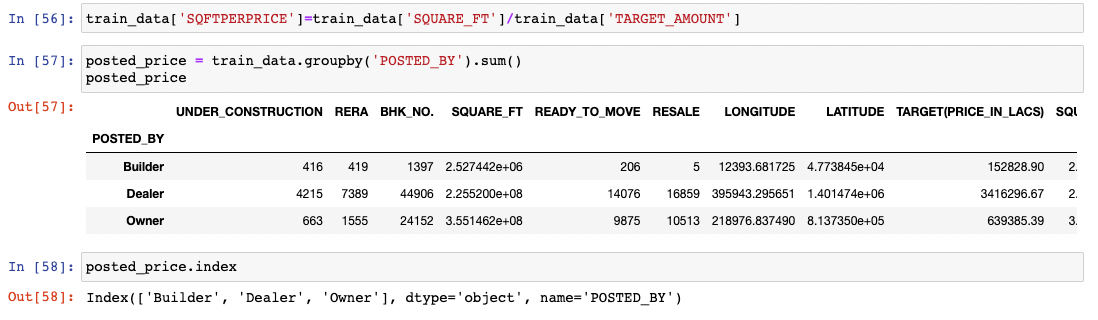 In [56]: train_data['SQFTPERPRICE']=train_data['SQUARE_FT']/train_data['TARGET_AMOUNT']
In [57]: posted_price = train_data.groupby('POSTED_BY').sum()
posted_price
Out[57]:
UNDER_CONSTRUCTION RERA BHK_NO. SQUARE_FT READY_TO_MOVE RESALE LONGITUDE LATITUDE TARGET(PRICE_IN_LACS) SQU
POSTED_BY
Builder 416 419 1397 2.527442e+06 206 5 12393.681725 4.773845e+04 152828.90 2.
Dealer 4215 7389 44906 2.255200e+08 14076 16859 395943.295651 1.401474e+06 3416296.67 2.
Owner 663 1555 24152 3.551462e+08 9875 10513 218976.837490 8.137350e+05 639385.39 3.
In [58]: posted_price.index
Out[58]: Index(['Builder', 'Dealer', 'Owner'], dtype='object', name='POSTED_BY')